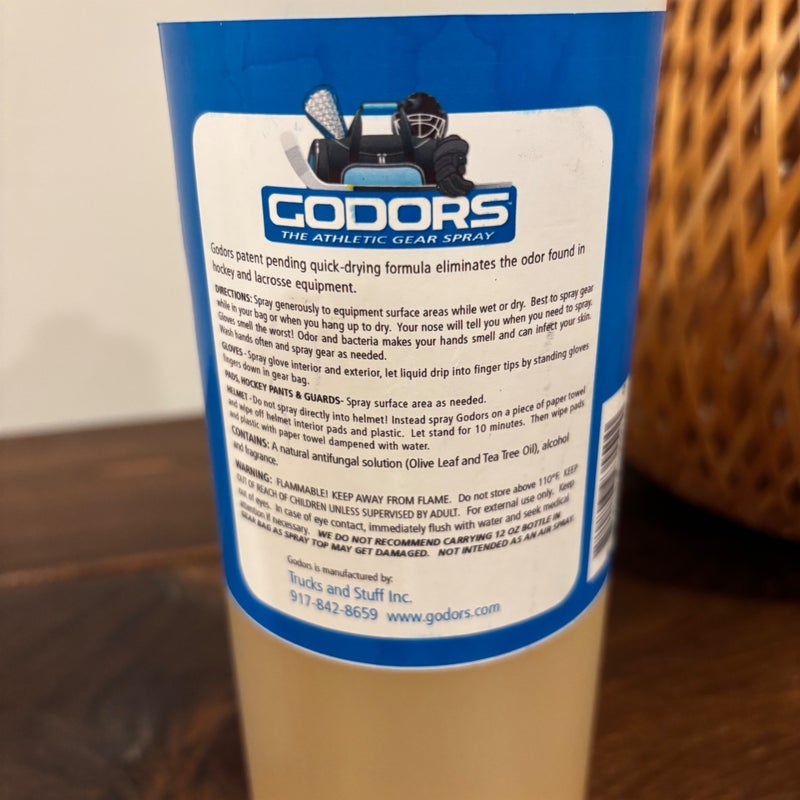 GODORS™
THE ATHLETIC GEAR SPRAY
Godors patent pending quick-drying formula eliminates the odor found in
hockey and lacrosse equipment.
DIRECTIONS: Spray generously to equipment surface areas while wet or dry. Best to spray gear
while in your bag or when you hang up to dry. Your nose will tell you when you need to spray.
Gloves smell the worst! Odor and bacteria makes your hands smell and can infect your skin.
Wash hands often and spray gear as needed.
GLOVES - Spray glove interior and exterior, let liquid drip into finger tips by standing gloves
fingers down in gear bag.
PADS, HOCKEY PANTS & GUARDS- Spray surface area as needed.
HELMET - Do not spray directly into helmet! Instead spray Godors on a piece of paper towel
and wipe off helmet interior pads and plastic. Let stand for 10 minutes. Then wipe pads
and plastic with paper towel dampened with water.
CONTAINS: A natural antifungal solution (Olive Leaf and Tea Tree Oil), alcohol
and fragrance.
WARNING: FLAMMABLE! KEEP AWAY FROM FLAME. Do not store above 110°F. KEEP
OUT OF REACH OF CHILDREN UNLESS SUPERVISED BY ADULT. For external use only. Keep
out of eyes. In case of eye contact, immediately flush with water and seek medical
attention if necessary. WE DO NOT RECOMMEND CARRYING 12 OZ BOTTLE IN
GEAR BAG AS SPRAY TOP MAY GET DAMAGED. NOT INTENDED AS AN AIR SPRAY.
Godors is manufactured by:
Trucks and Stuff Inc.
917-842-8659 www.godors.com